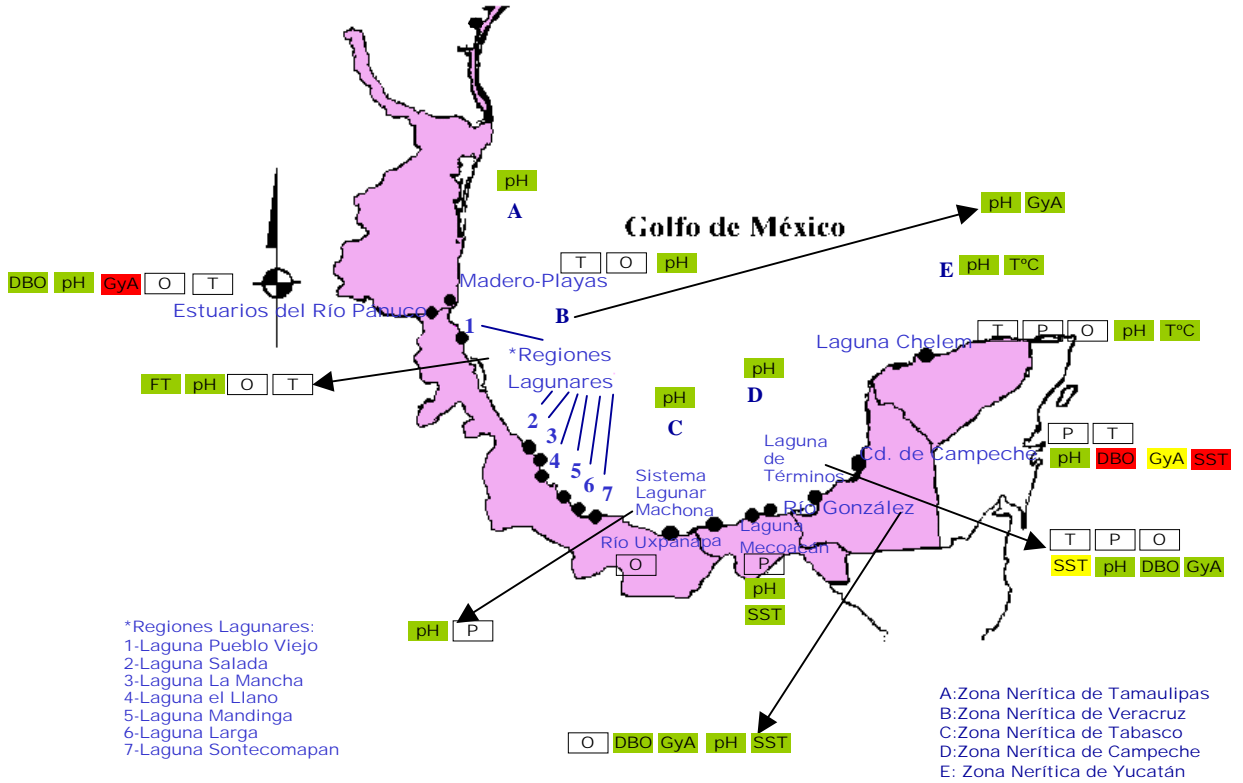 pH
A
Golfo de México
pH GyA
T O pH
E pH TºC
DBO pH GyA O T
Madero-Playas
Estuarios del Río Pánuco
B
1
T P O pH TºC
Laguna Chelem
*Regiones
Lagunares
FT pH O T
pH
D
pH
C
2
3
4
5
6
7
P T
pH DBO GyA SST
Laguna
de
Términos
Cd. de Campeche
Sistema
Lagunar
Machona
Río González
Río Uxpanapa
Laguna
Mecoacán
O
P
pH
SST
T P O
SST pH DBO GyA
pH P
*Regiones Lagunares:
1-Laguna Pueblo Viejo
2-Laguna Salada
3-Laguna La Mancha
4-Laguna el Llano
5-Laguna Mandinga
6-Laguna Larga
7-Laguna Sontecomapan
O DBO GyA pH SST
A:Zona Nerítica de Tamaulipas
B:Zona Nerítica de Veracruz
C:Zona Nerítica de Tabasco
D:Zona Nerítica de Campeche
E: Zona Nerítica de Yucatán